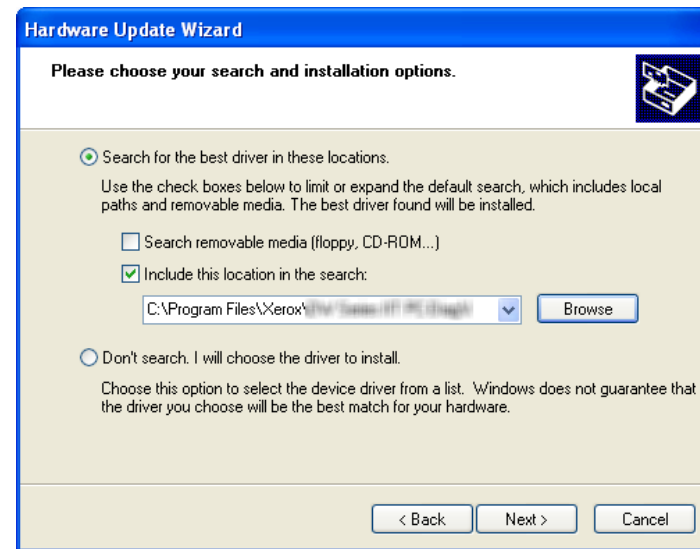 Hardware Update Wizard
Please choose your search and installation options.
Search for the best driver in these locations.
Use the check boxes below to limit or expand the default search, which includes local
paths and removable media. The best driver found will be installed.
Search removable media (floppy, CD-ROM...)
Include this location in the search:
C:\Program Files\Xerox\
Browse
Don't search. I will choose the driver to install.
Choose this option to select the device driver from a list. Windows does not guarantee that
the driver you choose will be the best match for your hardware.
< Back Next > Cancel